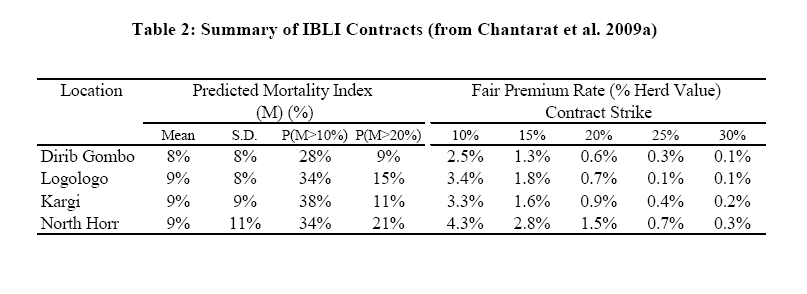 Table 2: Summary of IBLI Contracts (from Chantarat et al. 2009a)
Location Predicted Mortality Index Fair Premium Rate (% Herd Value)
(M) (%) Contract Strike
Mean S.D. P(M>10%) P(M>20%) 10% 15% 20% 25% 30%
Dirib Gombo 8% 8% 28% 9% 2.5% 1.3% 0.6% 0.3% 0.1%
Logologo 9% 8% 34% 15% 3.4% 1.8% 0.7% 0.1% 0.1%
Kargi 9% 9% 38% 11% 3.3% 1.6% 0.9% 0.4% 0.2%
North Horr 9% 11% 34% 21% 4.3% 2.8% 1.5% 0.7% 0.3%